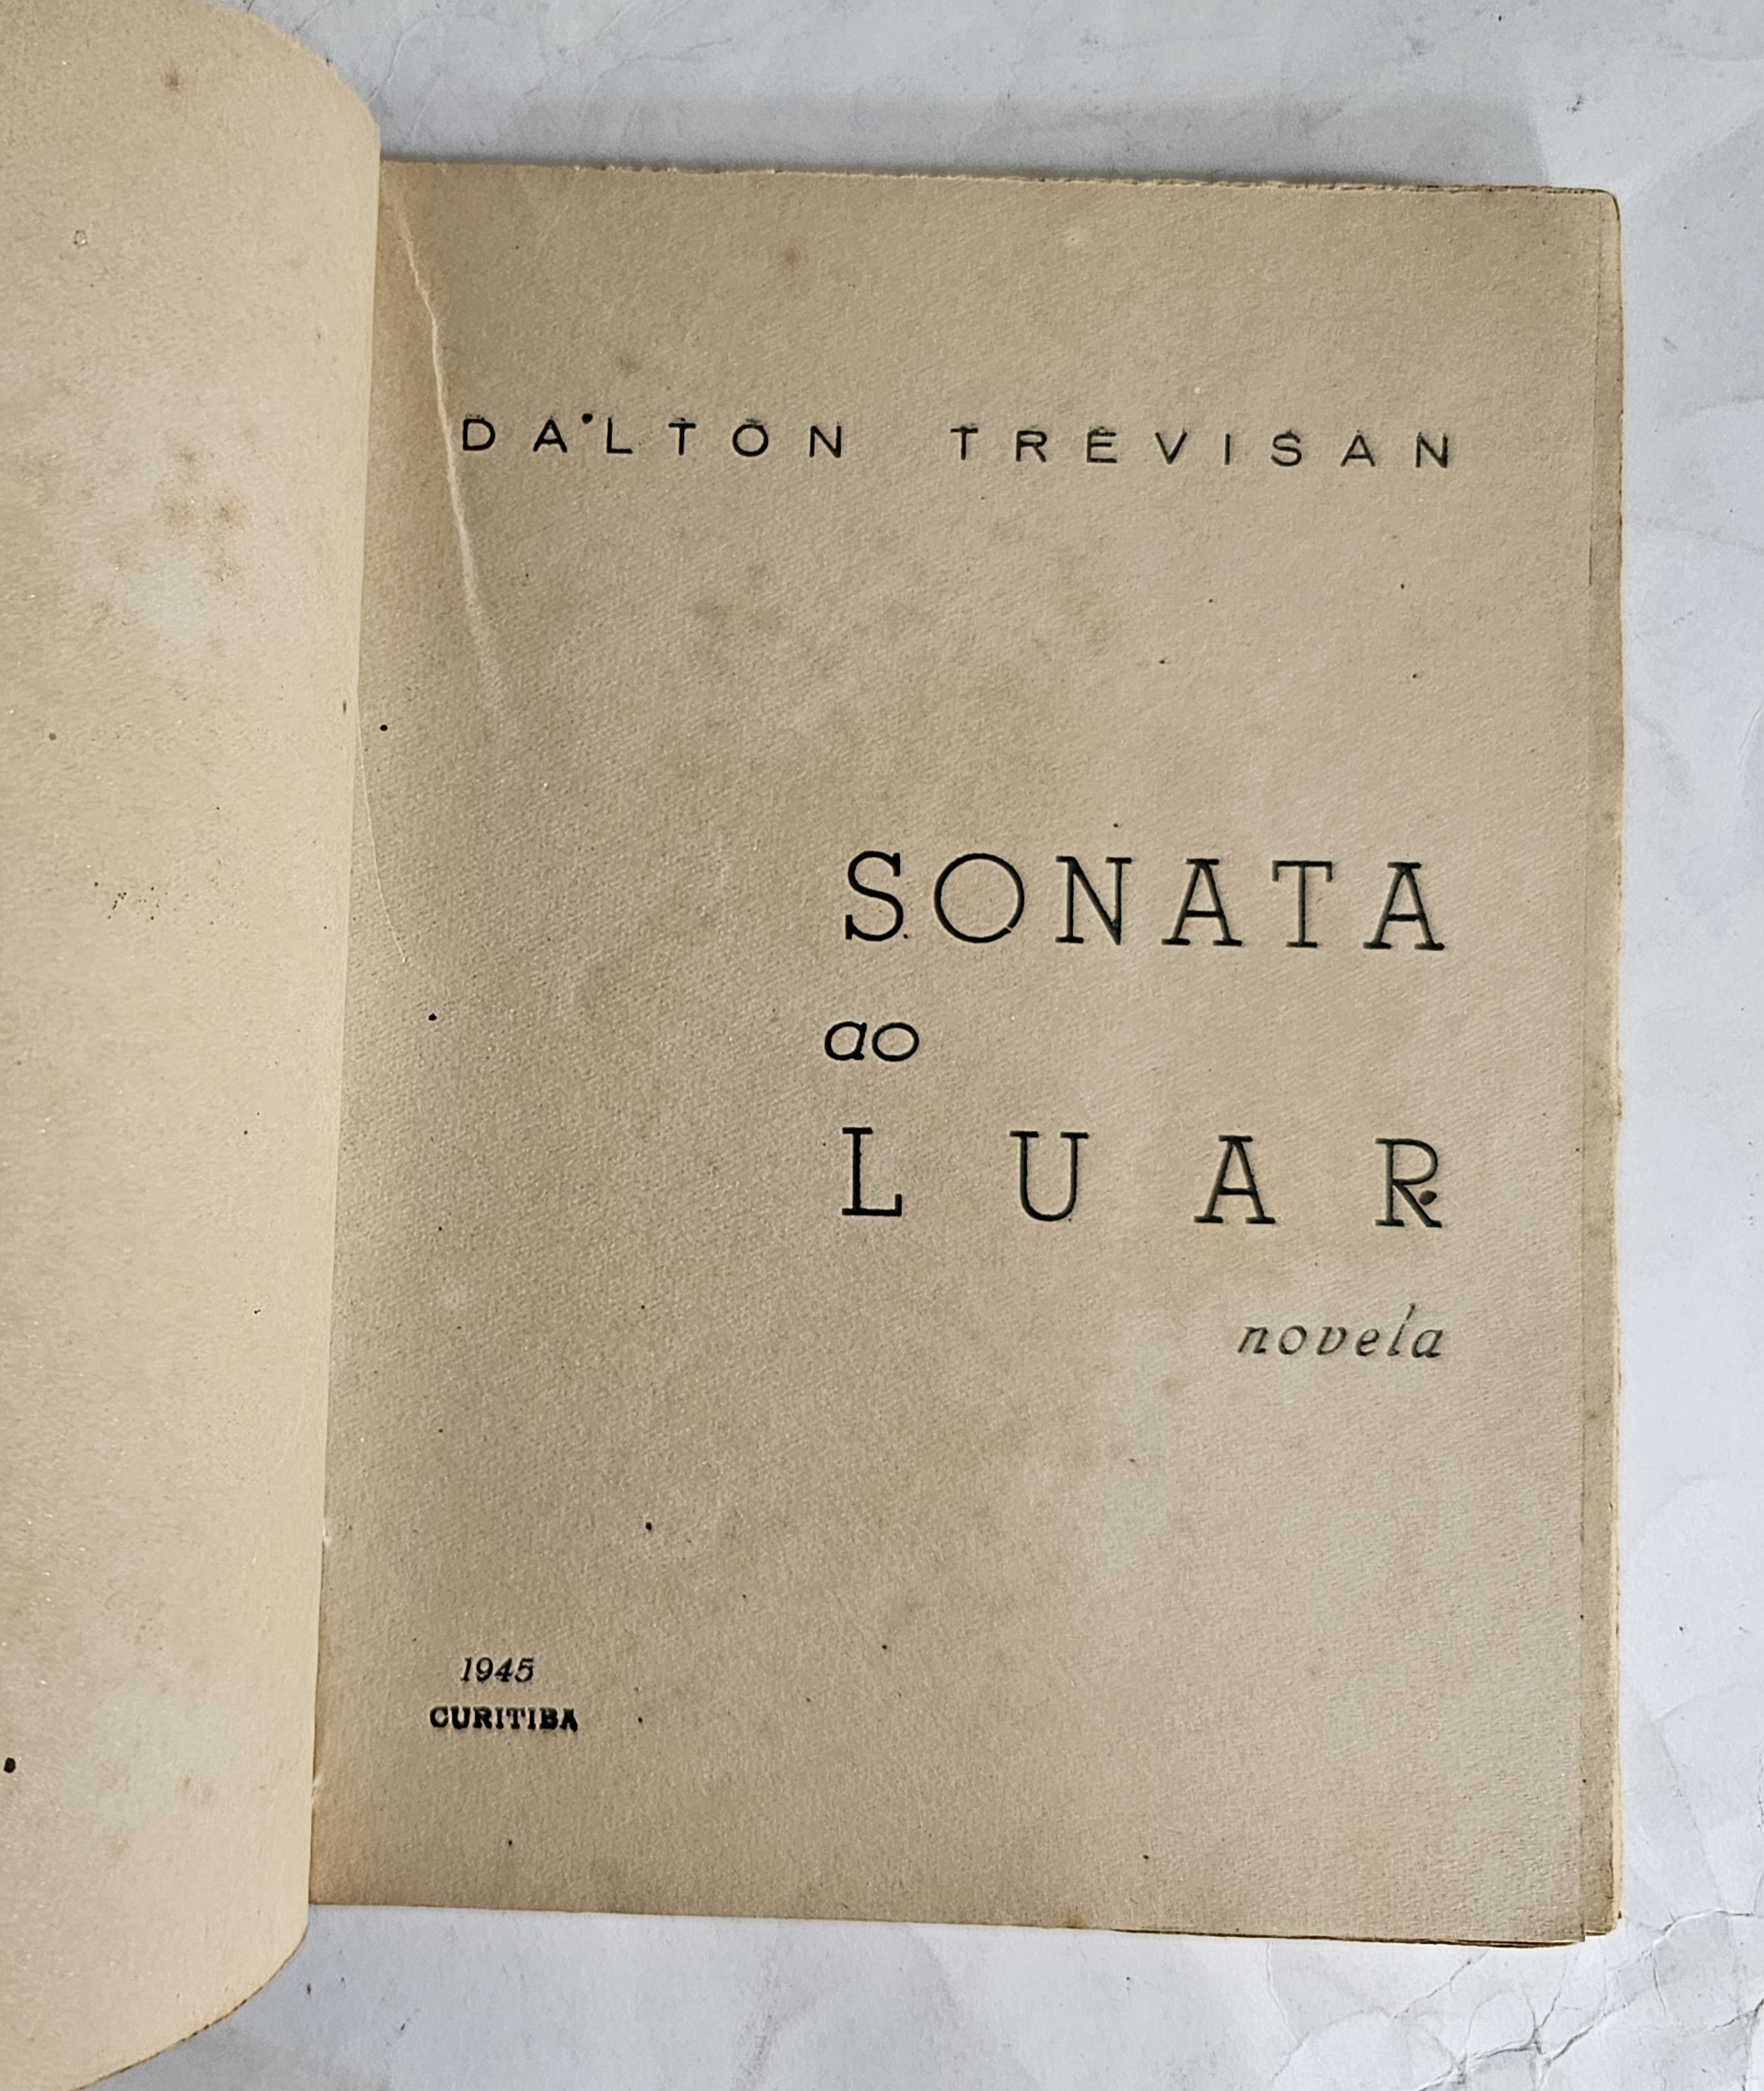 DALTON TREVISAN
SONATA
ao
LUAR
novela
1945
CURITIBA